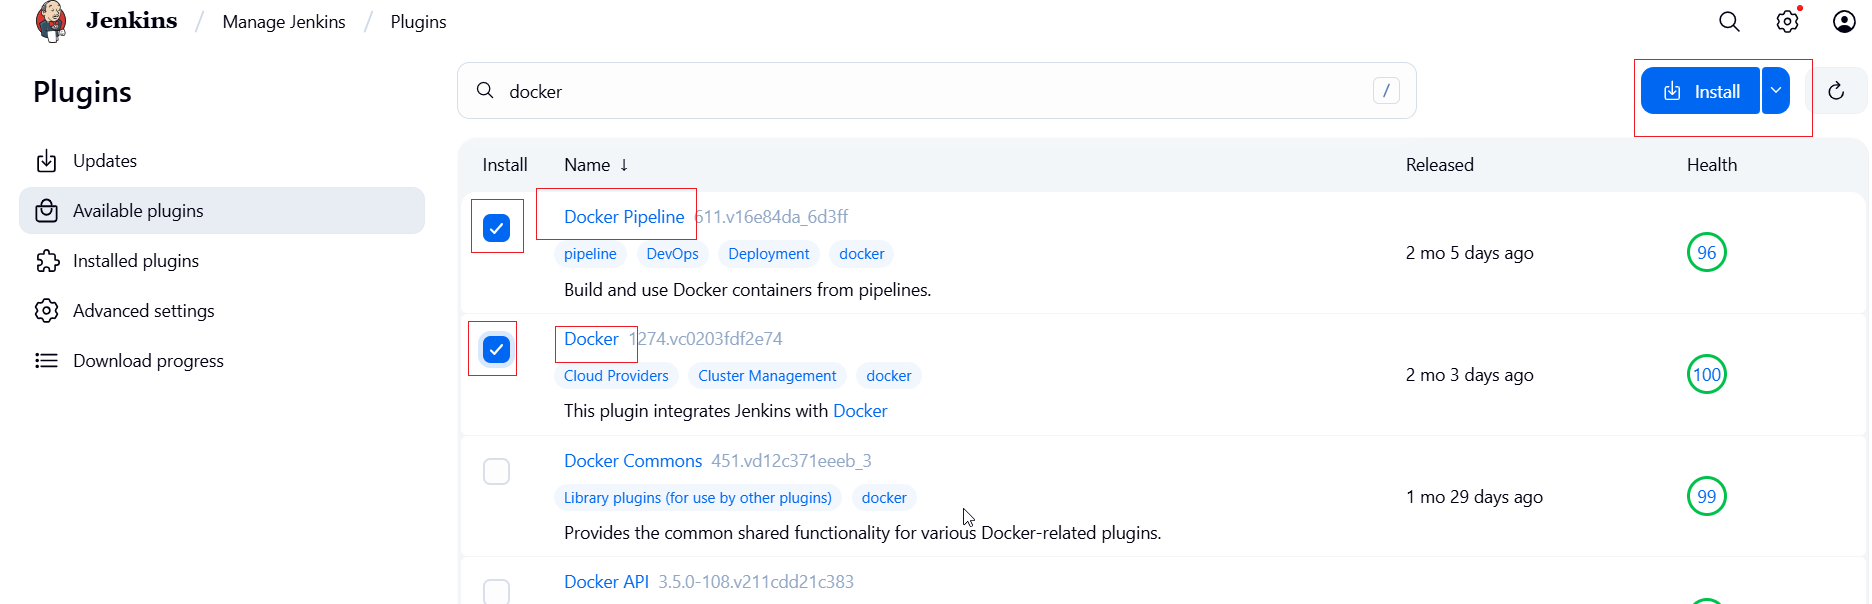 Jenkins / Manage Jenkins / Plugins
Plugins
docker
/
Install
Updates
Available plugins
Installed plugins
Advanced settings
Download progress
Install Name ↓ Released Health
Docker Pipeline 611.v16e84da_6d3ff
pipeline DevOps Deployment docker
Build and use Docker containers from pipelines.
2 mo 5 days ago
96
Docker 1274.vc0203fdf2e74
Cloud Providers Cluster Management docker
This plugin integrates Jenkins with Docker
2 mo 3 days ago
100
Docker Commons 451.vd12c371eeeb_3
Library plugins (for use by other plugins) docker
Provides the common shared functionality for various Docker-related plugins.
1 mo 29 days ago
99
Docker API 3.5.0-108.v211cdd21c383